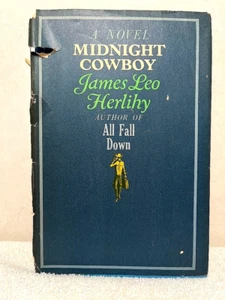 A NOVEL
MIDNIGHT
COWBOY
James Leo
Herlihy
AUTHOR OF
All Fall
Down